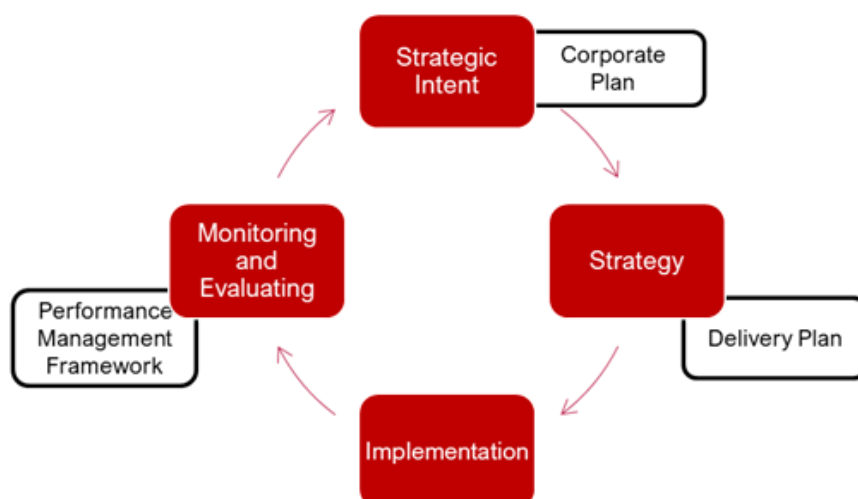 Strategic
Intent
Corporate
Plan
Strategy
Delivery Plan
Implementation
Monitoring
and
Evaluating
Performance
Management
Framework